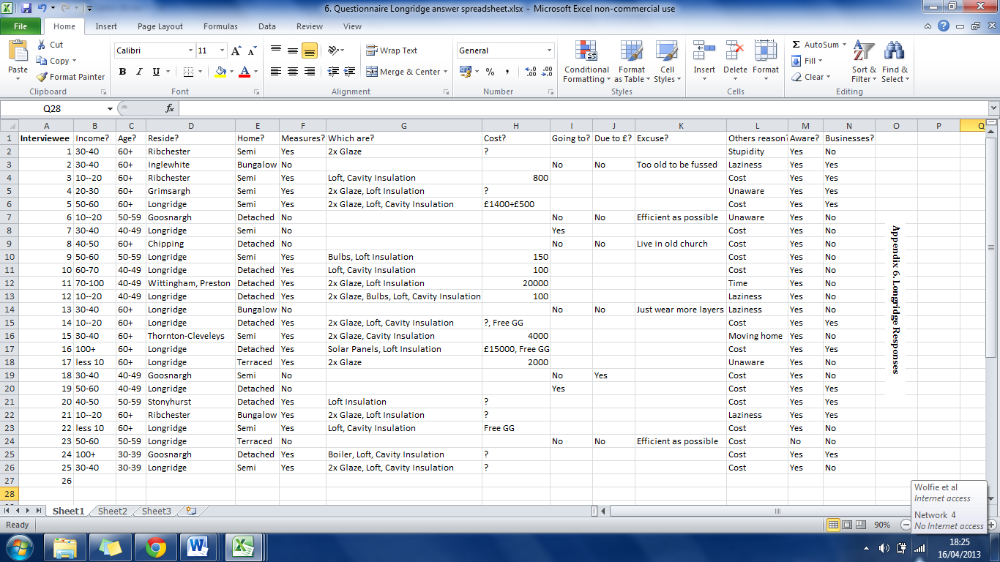 6. Questionnaire Longridge answer spreadsheet.xlsx - Microsoft Excel non-commercial use
File Home Insert Page Layout Formulas Data Review View
Paste Cut Copy Format Painter Clipboard
Calibri 11 B I U Font
Wrap Text Merge & Center Alignment
General % , Number
Conditional Formatting Format as Table Cell Styles Styles
Insert Delete Format Cells
AutoSum Fill Clear Sort & Filter Find & Select Editing
Q28 fx
A B C D E F G H I J K L M N O P Q
1 Interviewee Income? Age? Reside? Home? Measures? Which are? Cost? Going to? Due to £? Excuse? Others reason? Aware? Businesses?
2 1 30-40 60+ Ribchester Semi Yes 2x Glaze ? Stupidity Yes No
3 2 30-40 60+ Inglewhite Bungalow No No No Too old to be fussed Laziness Yes Yes
4 3 10--20 60+ Ribchester Semi Yes Loft, Cavity Insulation 800 Cost Yes Yes
5 4 20-30 60+ Grimsargh Semi Yes 2x Glaze, Loft Insulation ? Unaware Yes Yes
6 5 50-60 60+ Longridge Semi Yes 2x Glaze, Loft, Cavity Insulation £1400+£500 Cost Yes Yes
7 6 10--20 50-59 Goosnargh Detached No No No Efficient as possible Unaware Yes No
8 7 30-40 40-49 Longridge Semi No Yes Cost Yes No
9 8 40-50 60+ Chipping Detached No No No Live in old church Cost Yes No
10 9 50-60 50-59 Longridge Semi Yes Bulbs, Loft Insulation 150 Cost Yes No
11 10 60-70 40-49 Longridge Detached Yes Loft, Cavity Insulation 100 Cost Yes No
12 11 70-100 40-49 Wittingham, Preston Detached Yes 2x Glaze, Loft Insulation 20000 Time Yes No
13 12 10--20 40-49 Longridge Detached Yes 2x Glaze, Bulbs, Loft, Cavity Insulation 100 Laziness Yes No
14 13 30-40 60+ Longridge Bungalow No No No Just wear more layers Laziness Yes No
15 14 10--20 60+ Longridge Detached Yes 2x Glaze, Loft, Cavity Insulation ?, Free GG Cost Yes Yes
16 15 30-40 60+ Thornton-Cleveleys Semi Yes 2x Glaze, Cavity Insulation 4000 Moving home Yes No
17 16 100+ 60+ Longridge Detached Yes Solar Panels, Loft Insulation £15000, Free GG Cost Yes Yes
18 17 less 10 60+ Longridge Terraced Yes 2x Glaze 2000 Unaware Yes No
19 18 30-40 40-49 Goosnargh Semi No No Yes Cost Yes No
20 19 50-60 40-49 Longridge Detached No Yes Cost Yes Yes
21 20 40-50 50-59 Stonyhurst Detached Yes Loft Insulation ? Cost Yes Yes
22 21 10--20 60+ Ribchester Bungalow Yes 2x Glaze, Loft Insulation ? Laziness Yes Yes
23 22 less 10 60+ Longridge Semi Yes Loft, Cavity Insulation Free GG Cost Yes No
24 23 50-60 50-59 Longridge Terraced No No No Efficient as possible Cost No No
25 24 100+ 30-39 Goosnargh Detached Yes Boiler, Loft, Cavity Insulation ? Cost Yes Yes
26 25 30-40 30-39 Longridge Semi Yes 2x Glaze, Loft, Cavity Insulation ? Cost Yes No
27 26
28
Appendix 6. Longridge Responses
Sheet1 Sheet2 Sheet3
Wolfie et al
Internet access
Network 4
No Internet access
Ready 90%
18:25
16/04/2013